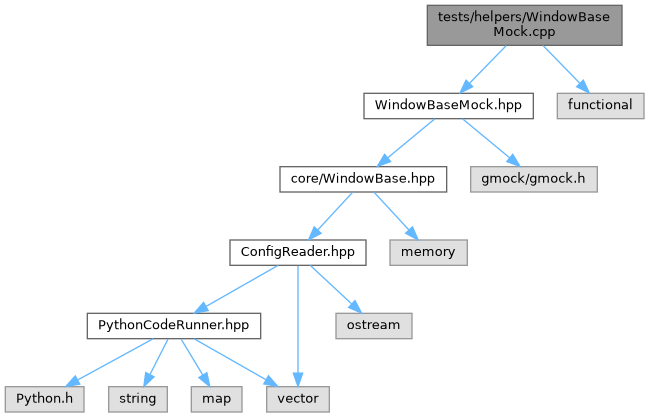 tests/helpers/WindowBase
Mock.cpp
WindowBaseMock.hpp
functional
core/WindowBase.hpp
gmock/gmock.h
ConfigReader.hpp
memory
PythonCodeRunner.hpp
ostream
Python.h
string
map
vector